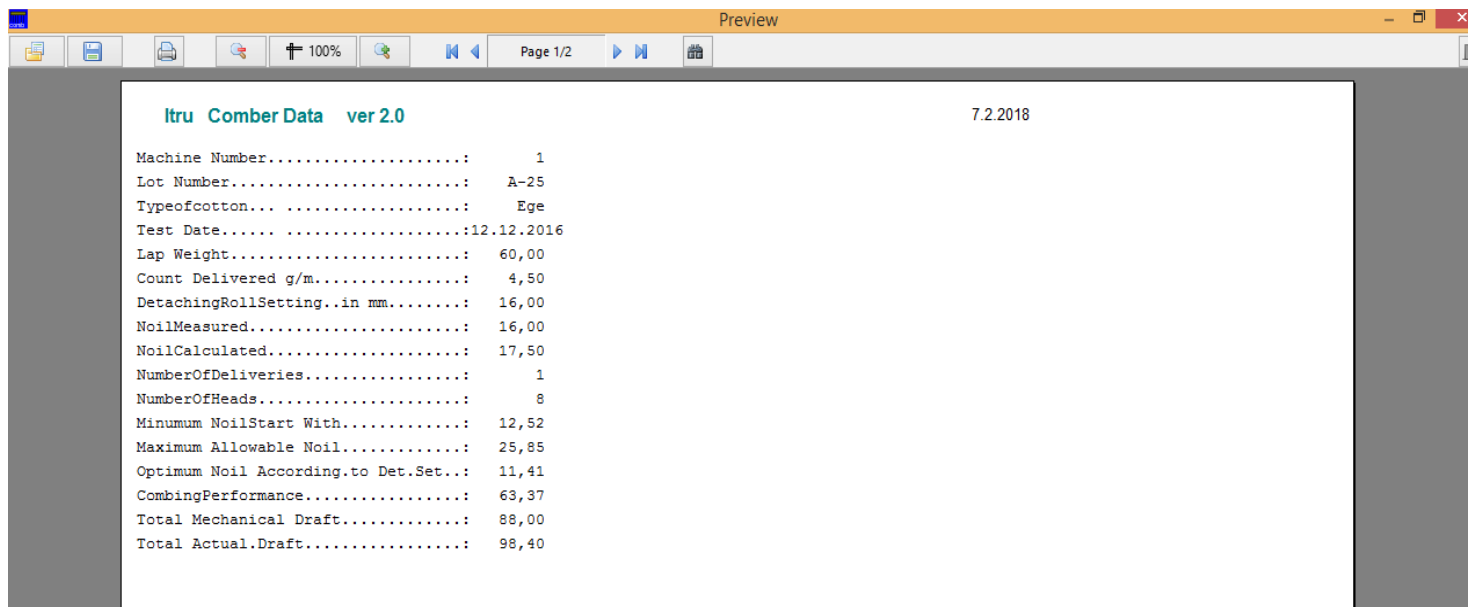 Preview
100%
Page 1/2
Itru Comber Data ver 2.0 7.2.2018
Machine Number.....................: 1
Lot Number.........................: A-25
Typeofcotton... ...................: Ege
Test Date...... ...................:12.12.2016
Lap Weight.........................: 60,00
Count Delivered g/m................: 4,50
DetachingRollSetting..in mm........: 16,00
NoilMeasured.......................: 16,00
NoilCalculated.....................: 17,50
NumberOfDeliveries.................: 1
NumberOfHeads......................: 8
Minumum NoilStart With.............: 12,52
Maximum Allowable Noil.............: 25,85
Optimum Noil According.to Det.Set..: 11,41
CombingPerformance.................: 63,37
Total Mechanical Draft.............: 88,00
Total Actual.Draft.................: 98,40